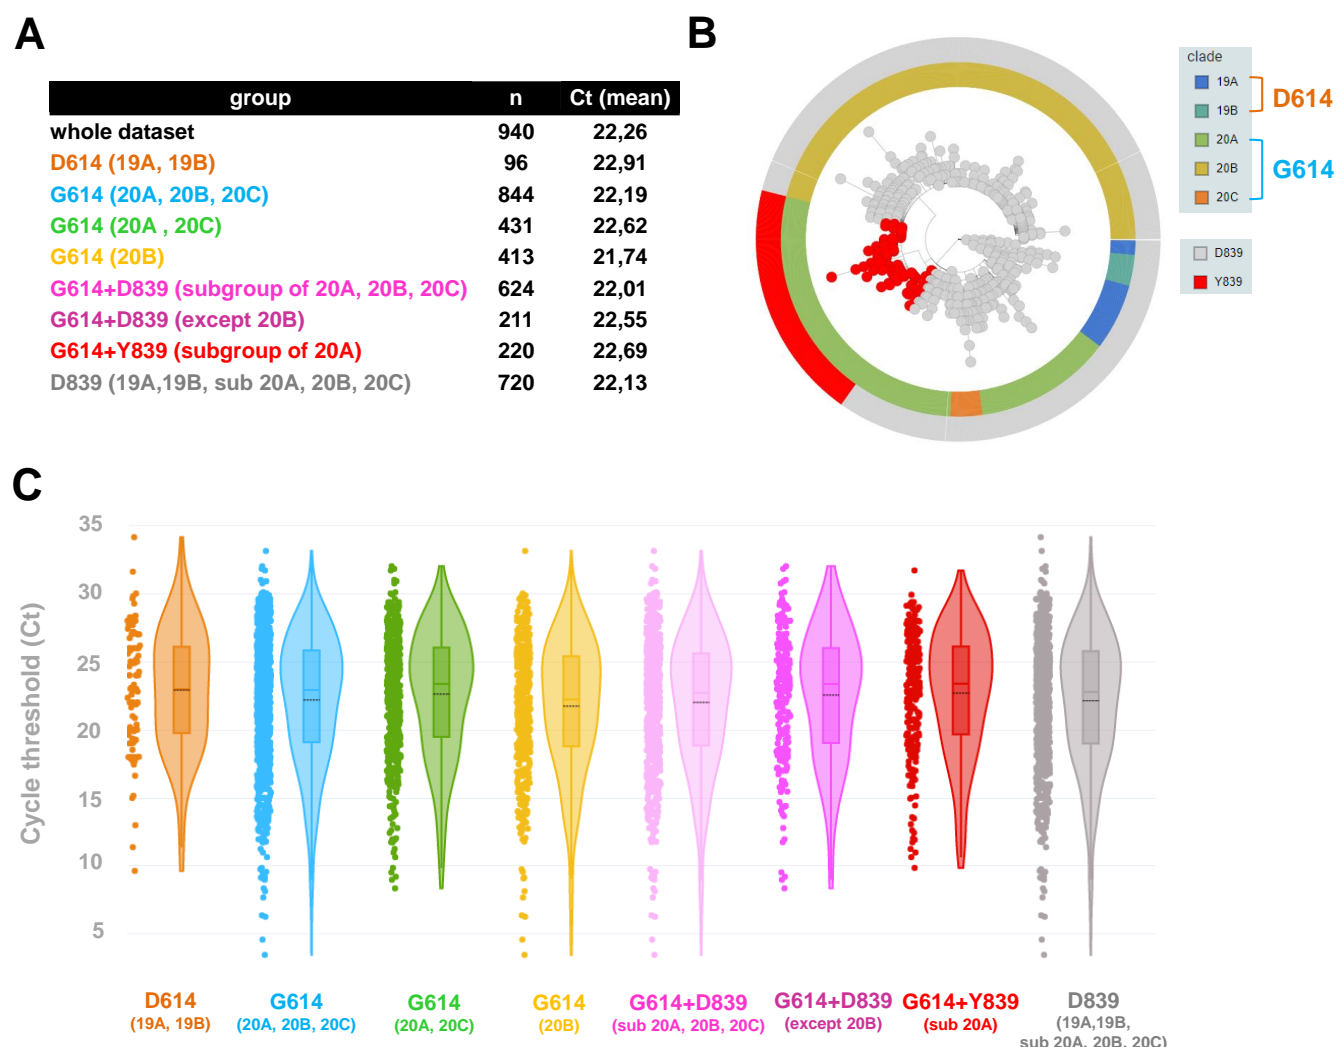 A
group n Ct (mean)
whole dataset 940 22,26
D614 (19A, 19B) 96 22,91
G614 (20A, 20B, 20C) 844 22,19
G614 (20A , 20C) 431 22,62
G614 (20B) 413 21,74
G614+D839 (subgroup of 20A, 20B, 20C) 624 22,01
G614+D839 (except 20B) 211 22,55
G614+Y839 (subgroup of 20A) 220 22,69
D839 (19A,19B, sub 20A, 20B, 20C) 720 22,13
B
clade
19A
19B
20A
20B
20C
D614
G614
D839
Y839
C
Cycle threshold (Ct)
35
30
25
20
15
10
5
D614
(19A, 19B)
G614
(20A, 20B, 20C)
G614
(20A, 20C)
G614
(20B)
G614+D839
(sub 20A, 20B, 20C)
G614+D839
(except 20B)
G614+Y839
(sub 20A)
D839
(19A,19B,
sub 20A, 20B, 20C)